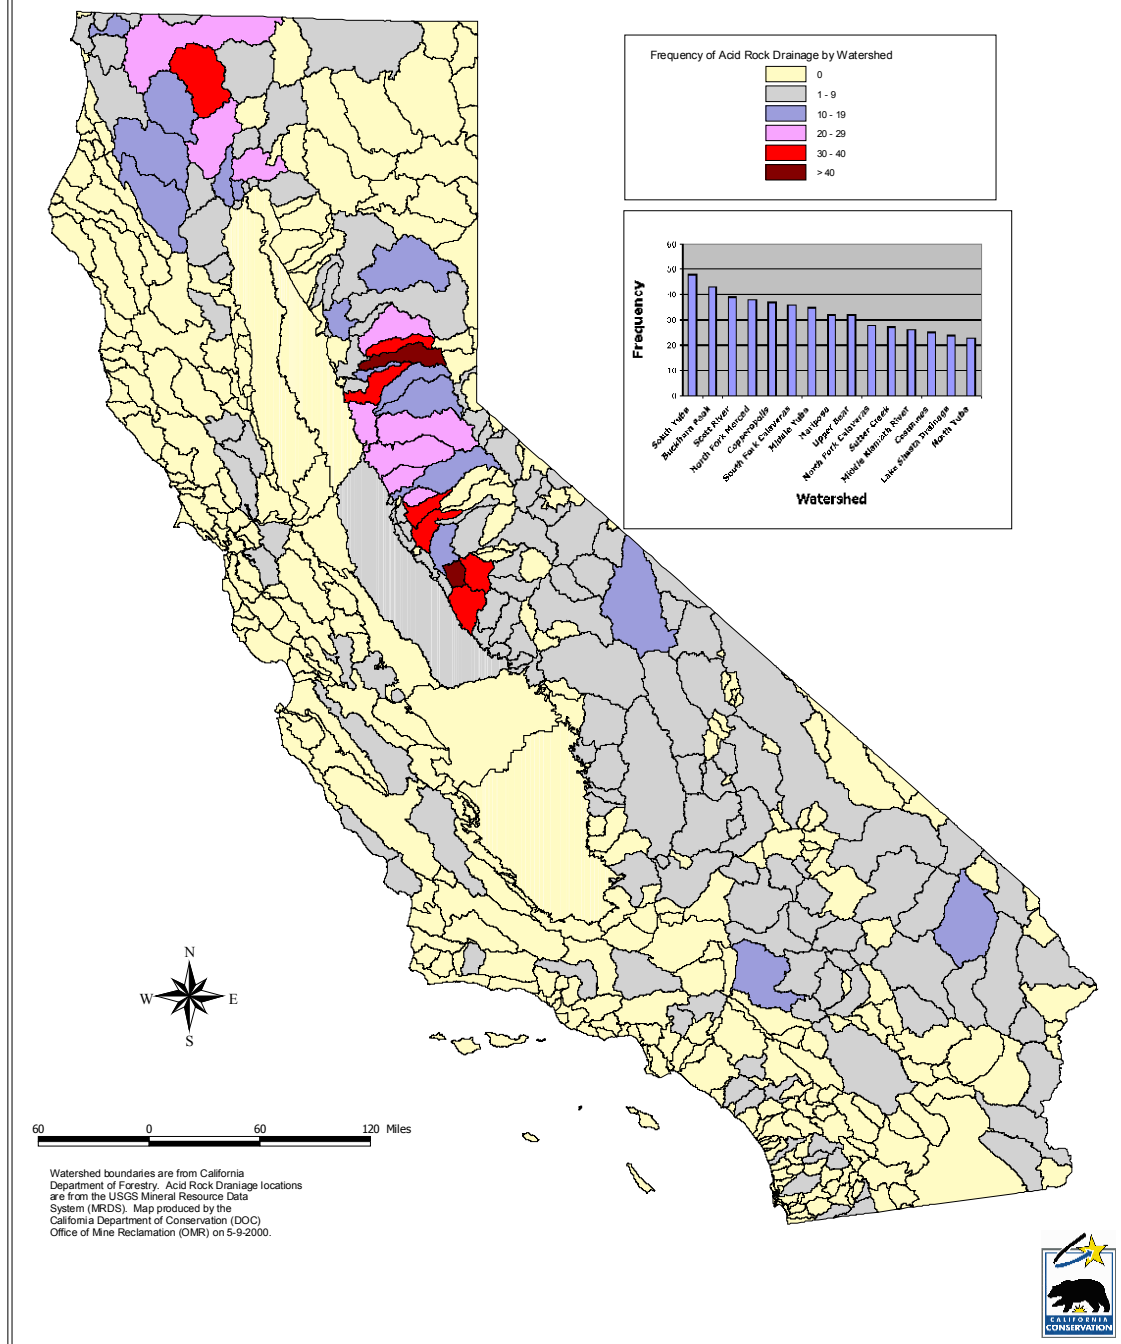 Frequency of Acid Rock Drainage by Watershed
0
1 - 9
10 - 19
20 - 29
30 - 40
> 40
60
50
40
30
20
10
0
Frequency
South Yuba
Buckhorn Peak
Scott River
North Fork Merced
Copperopolis
South Fork Calaveras
Middle Yuba
Mariposa
Upper Bear
North Fork Calaveras
Sutter Creek
Middle Klamath River
Cosumnes
Lake Shasta Drainage
North Yuba
Watershed
N
W
E
S
60 0 60 120 Miles
Watershed boundaries are from California
Department of Forestry. Acid Rock Draniage locations
are from the USGS Mineral Resource Data
System (MRDS). Map produced by the
California Department of Conservation (DOC)
Office of Mine Reclamation (OMR) on 5-9-2000.
CALIFORNIA
CONSERVATION